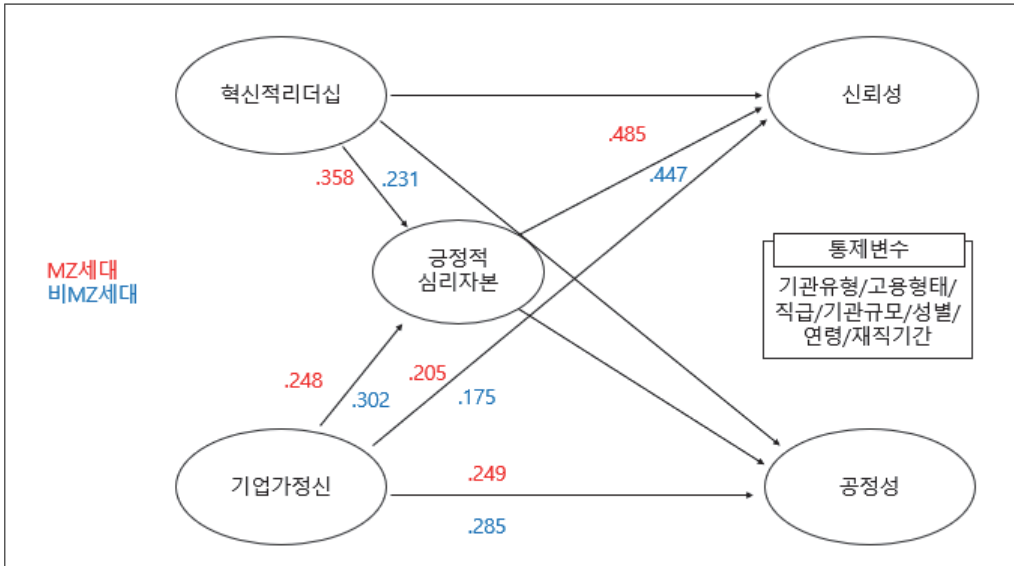 혁신적리더십
신뢰성
.485
.447
.358
.231
긍정적
심리자본
MZ세대
비MZ세대
통제변수
기관유형/고용형태/
직급/기관규모/성별/
연령/재직기간
.248
.302
.205
.175
기업가정신
.249
.285
공정성